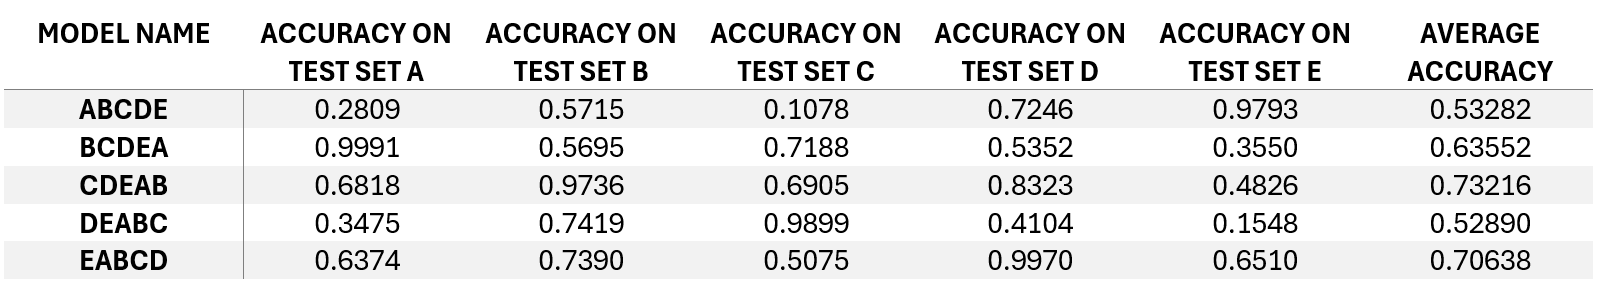 MODEL NAME ACCURACY ON ACCURACY ON ACCURACY ON ACCURACY ON ACCURACY ON AVERAGE
TEST SET A TEST SET B TEST SET C TEST SET D TEST SET E ACCURACY
ABCDE 0.2809 0.5715 0.1078 0.7246 0.9793 0.53282
BCDEA 0.9991 0.5695 0.7188 0.5352 0.3550 0.63552
CDEAB 0.6818 0.9736 0.6905 0.8323 0.4826 0.73216
DEABC 0.3475 0.7419 0.9899 0.4104 0.1548 0.52890
EABCD 0.6374 0.7390 0.5075 0.9970 0.6510 0.70638